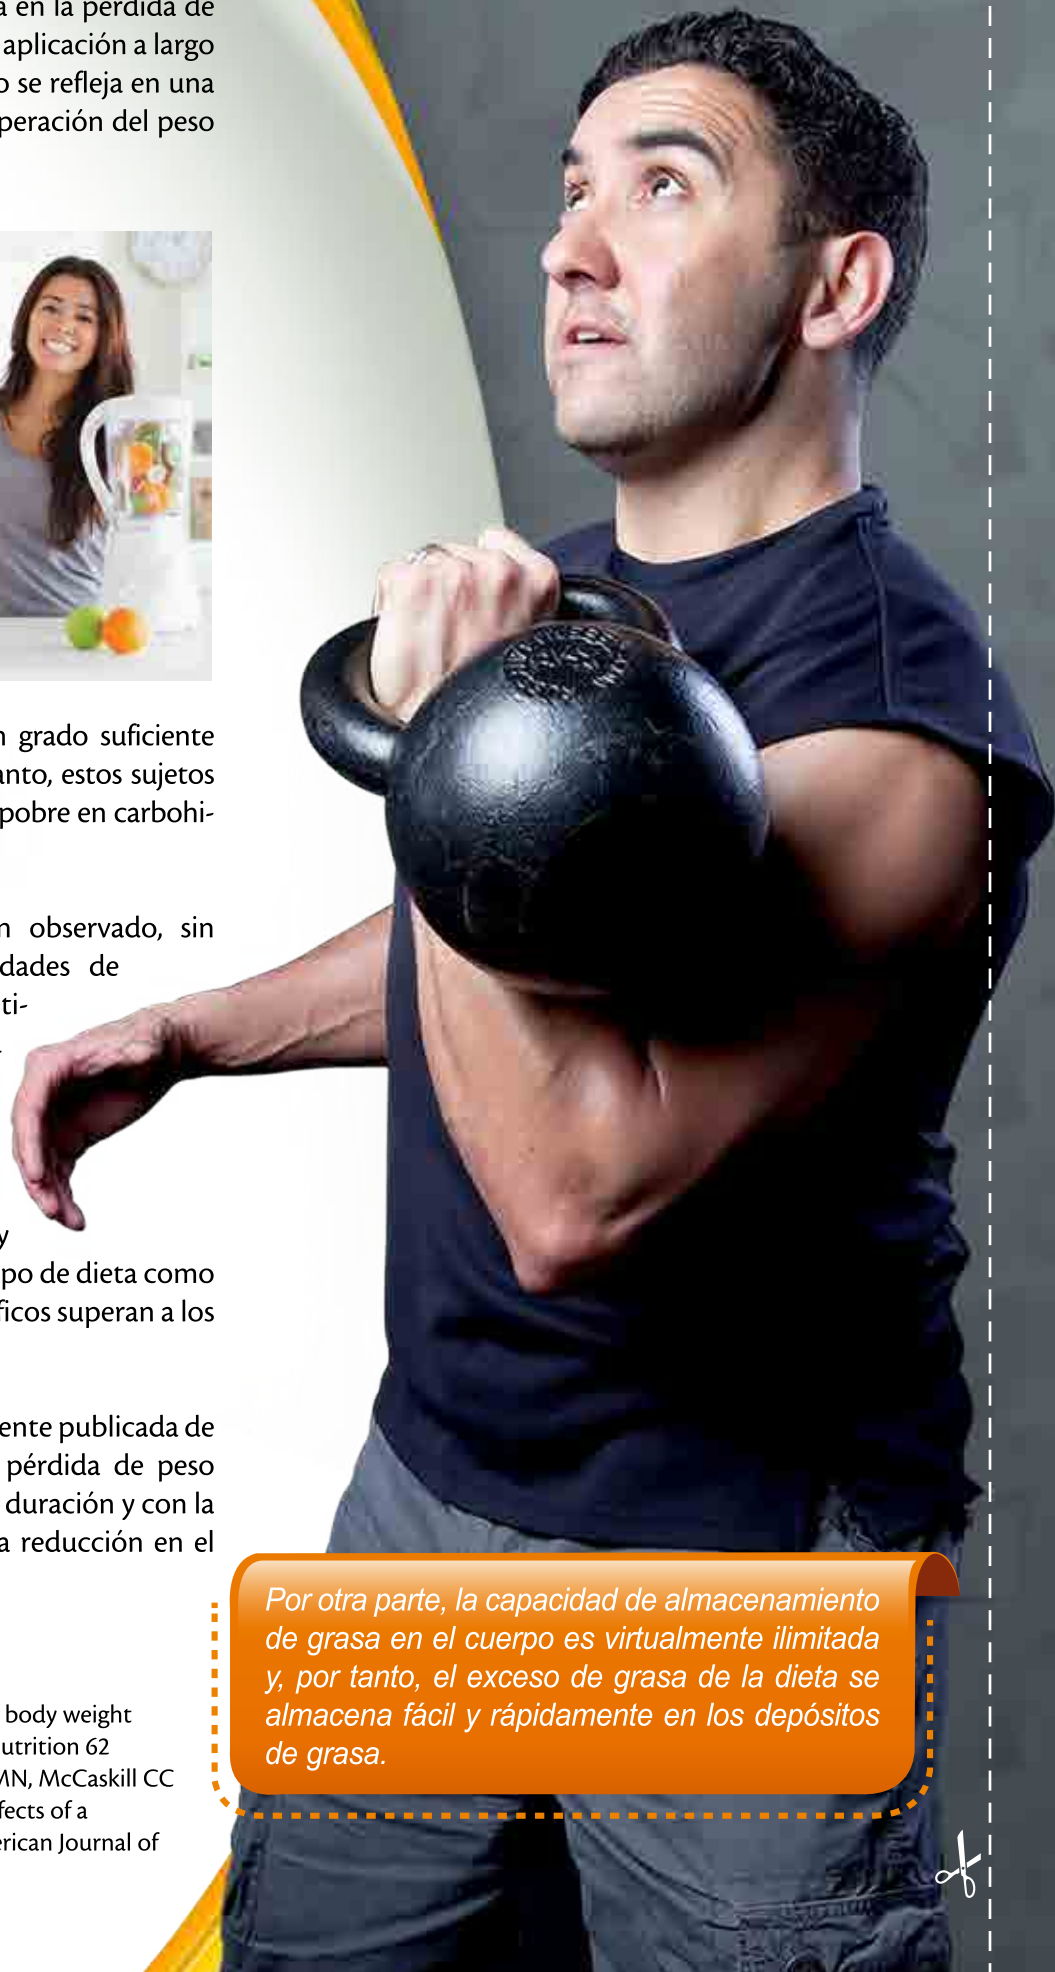 a en la pérdida de
aplicación a largo
o se refleja en una
peración del peso
n grado suficiente
anto, estos sujetos
pobre en carbohi-
n observado, sin
dades de
ti-
y
po de dieta como
ficos superan a los
ente publicada de
pérdida de peso
duración y con la
a reducción en el
Por otra parte, la capacidad de almacenamiento
de grasa en el cuerpo es virtualmente ilimitada
y, por tanto, el exceso de grasa de la dieta se
almacena fácil y rápidamente en los depósitos
de grasa.
body weight
utrition 62
MN, McCaskill CC
fects of a
erican Journal of